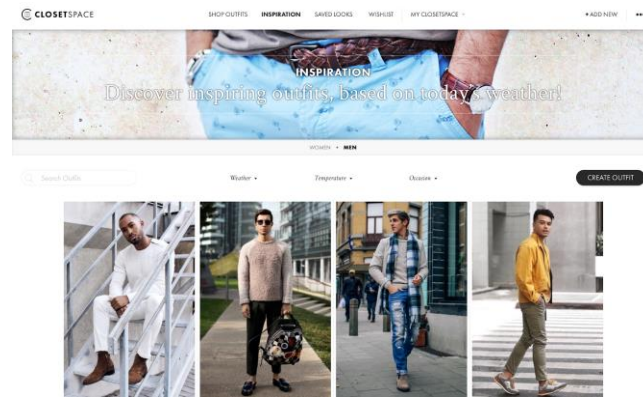 CLOSETSPACE
SHOP OUTFITS INSPIRATION SAVED LOOKS WISHLIST MY CLOSETSPACE
+ ADD NEW
INSPIRATION
Discover inspiring outfits, based on today's weather!
WOMEN • MEN
Search Outfits
Weather
Temperature
Occasion
CREATE OUTFIT